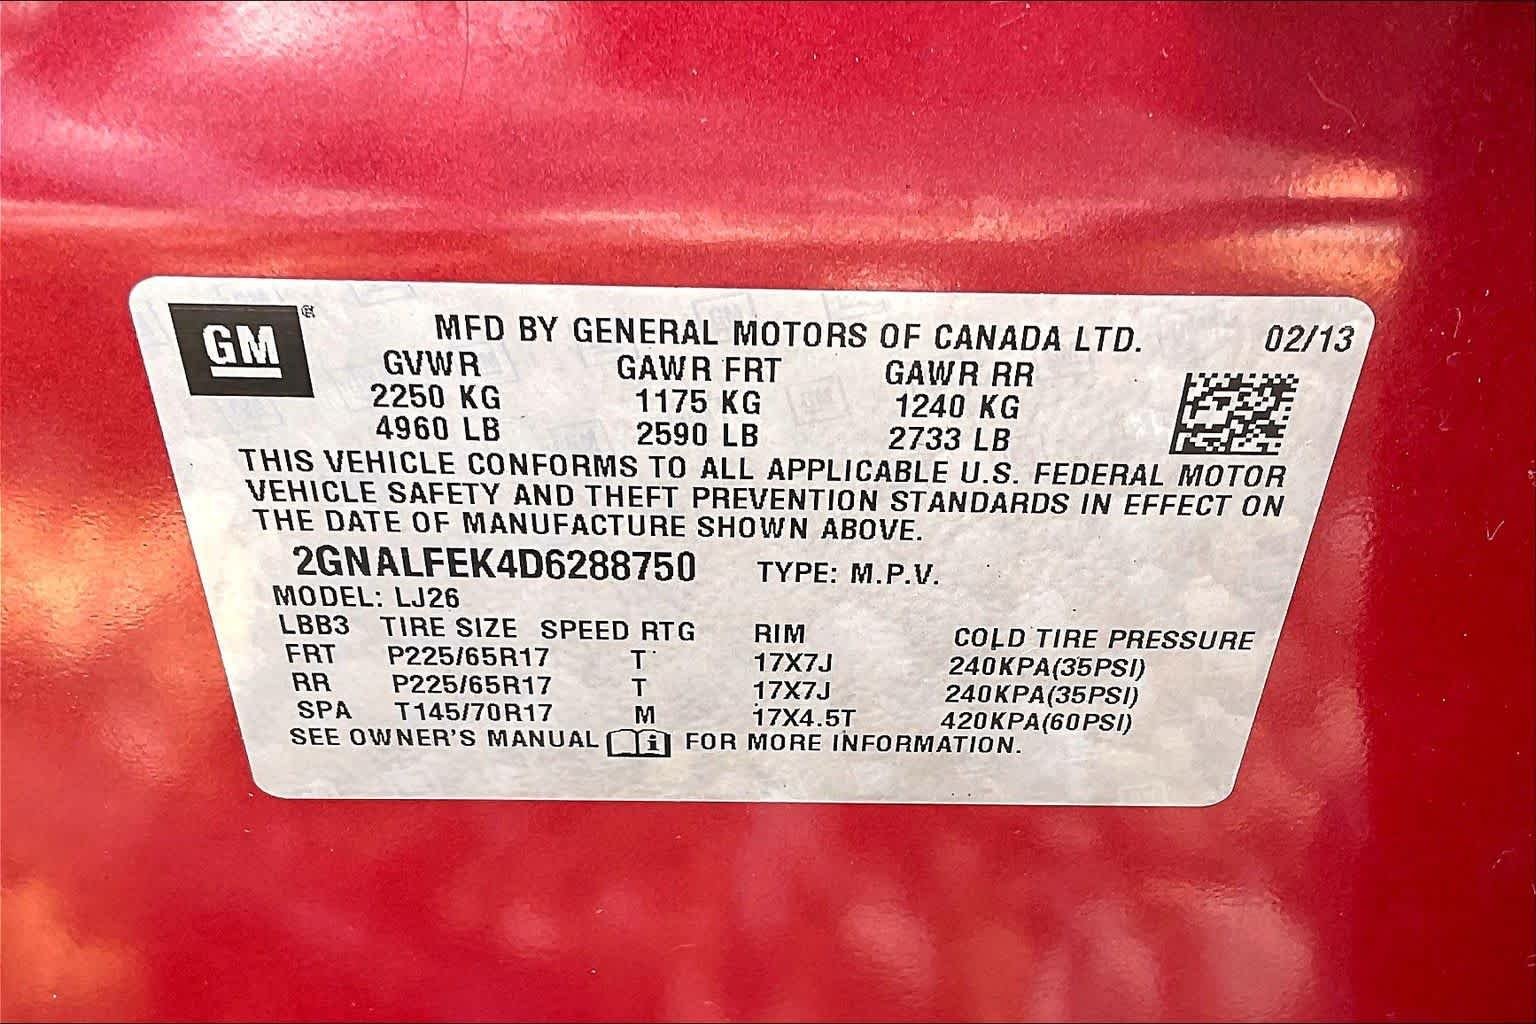 GM® MFD BY GENERAL MOTORS OF CANADA LTD. 02/13
GVWR GAWR FRT GAWR RR
2250 KG 1175 KG 1240 KG
4960 LB 2590 LB 2733 LB
THIS VEHICLE CONFORMS TO ALL APPLICABLE U.S. FEDERAL MOTOR
VEHICLE SAFETY AND THEFT PREVENTION STANDARDS IN EFFECT ON
THE DATE OF MANUFACTURE SHOWN ABOVE.
2GNALFEK4D6288750 TYPE: M.P.V.
MODEL: LJ26
LBB3 TIRE SIZE SPEED RTG RIM COLD TIRE PRESSURE
FRT P225/65R17 T 17X7J 240KPA(35PSI)
RR P225/65R17 T 17X7J 240KPA(35PSI)
SPA T145/70R17 M 17X4.5T 420KPA(60PSI)
SEE OWNER'S MANUAL i FOR MORE INFORMATION.